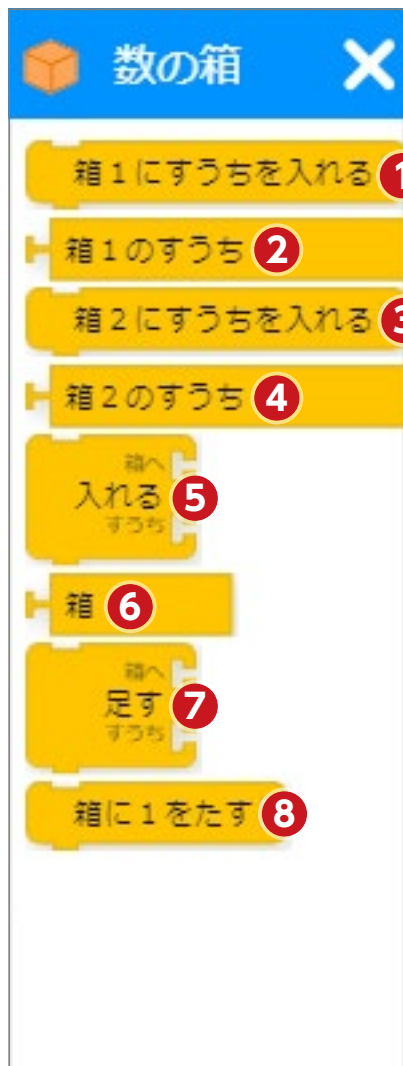 数の箱
箱1にすうちを入れる 1
箱1のすうち 2
箱2にすうちを入れる 3
箱2のすうち 4
箱へ
入れる 5
すうち
箱 6
箱へ
足す 7
すうち
箱に1をたす 8